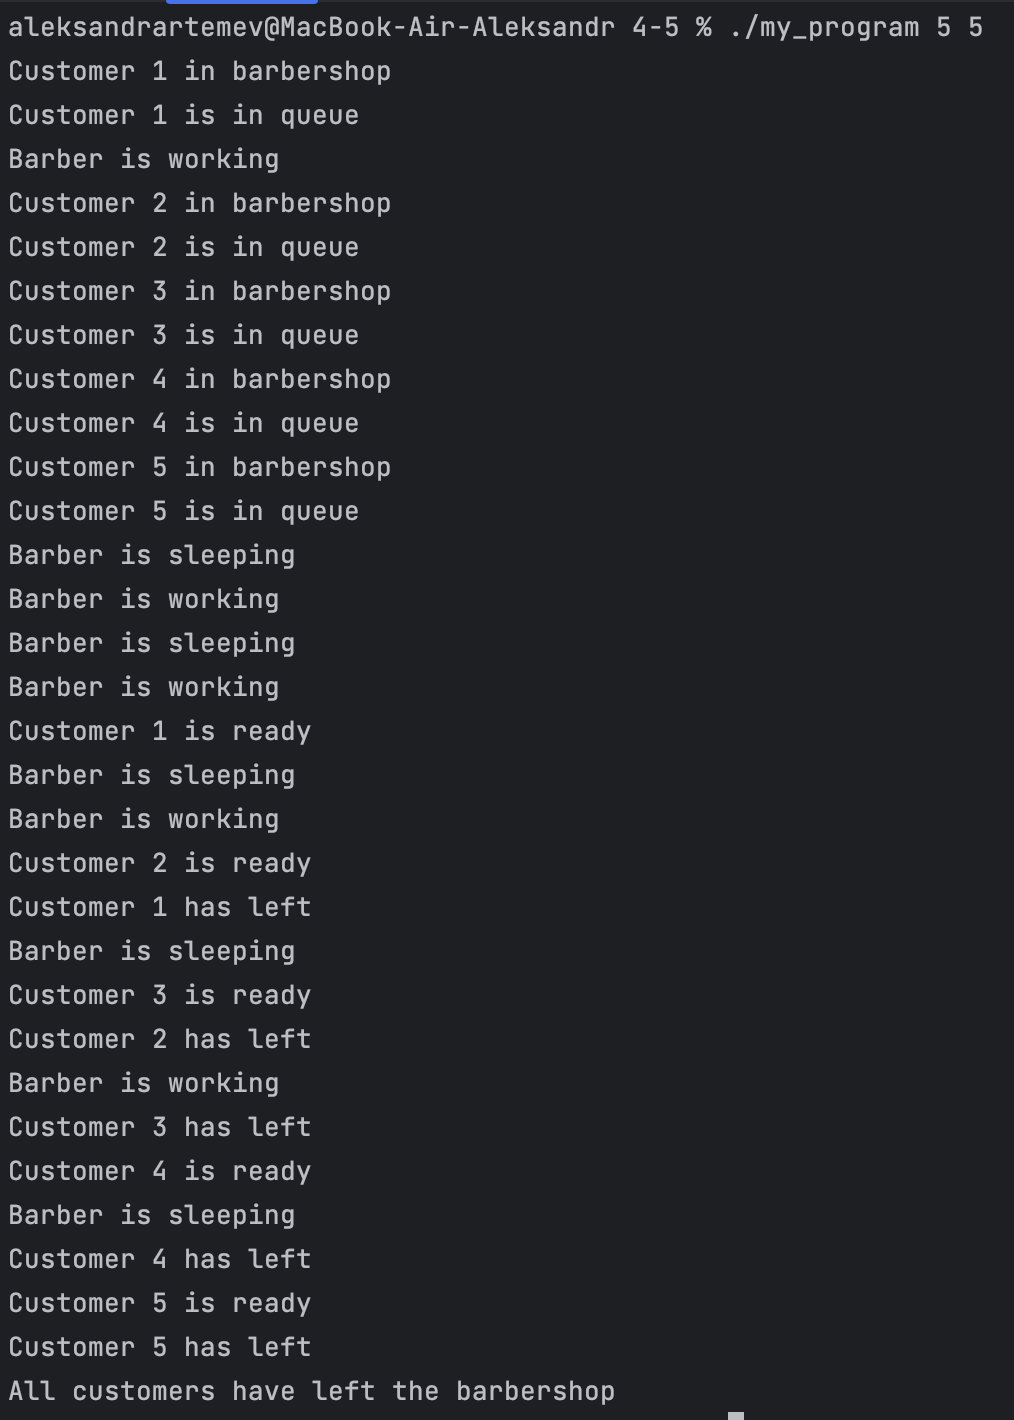 aleksandrartemev@MacBook-Air-Aleksandr 4-5 % ./my_program 5 5
Customer 1 in barbershop
Customer 1 is in queue
Barber is working
Customer 2 in barbershop
Customer 2 is in queue
Customer 3 in barbershop
Customer 3 is in queue
Customer 4 in barbershop
Customer 4 is in queue
Customer 5 in barbershop
Customer 5 is in queue
Barber is sleeping
Barber is working
Barber is sleeping
Barber is working
Customer 1 is ready
Barber is sleeping
Barber is working
Customer 2 is ready
Customer 1 has left
Barber is sleeping
Customer 3 is ready
Customer 2 has left
Barber is working
Customer 3 has left
Customer 4 is ready
Barber is sleeping
Customer 4 has left
Customer 5 is ready
Customer 5 has left
All customers have left the barbershop